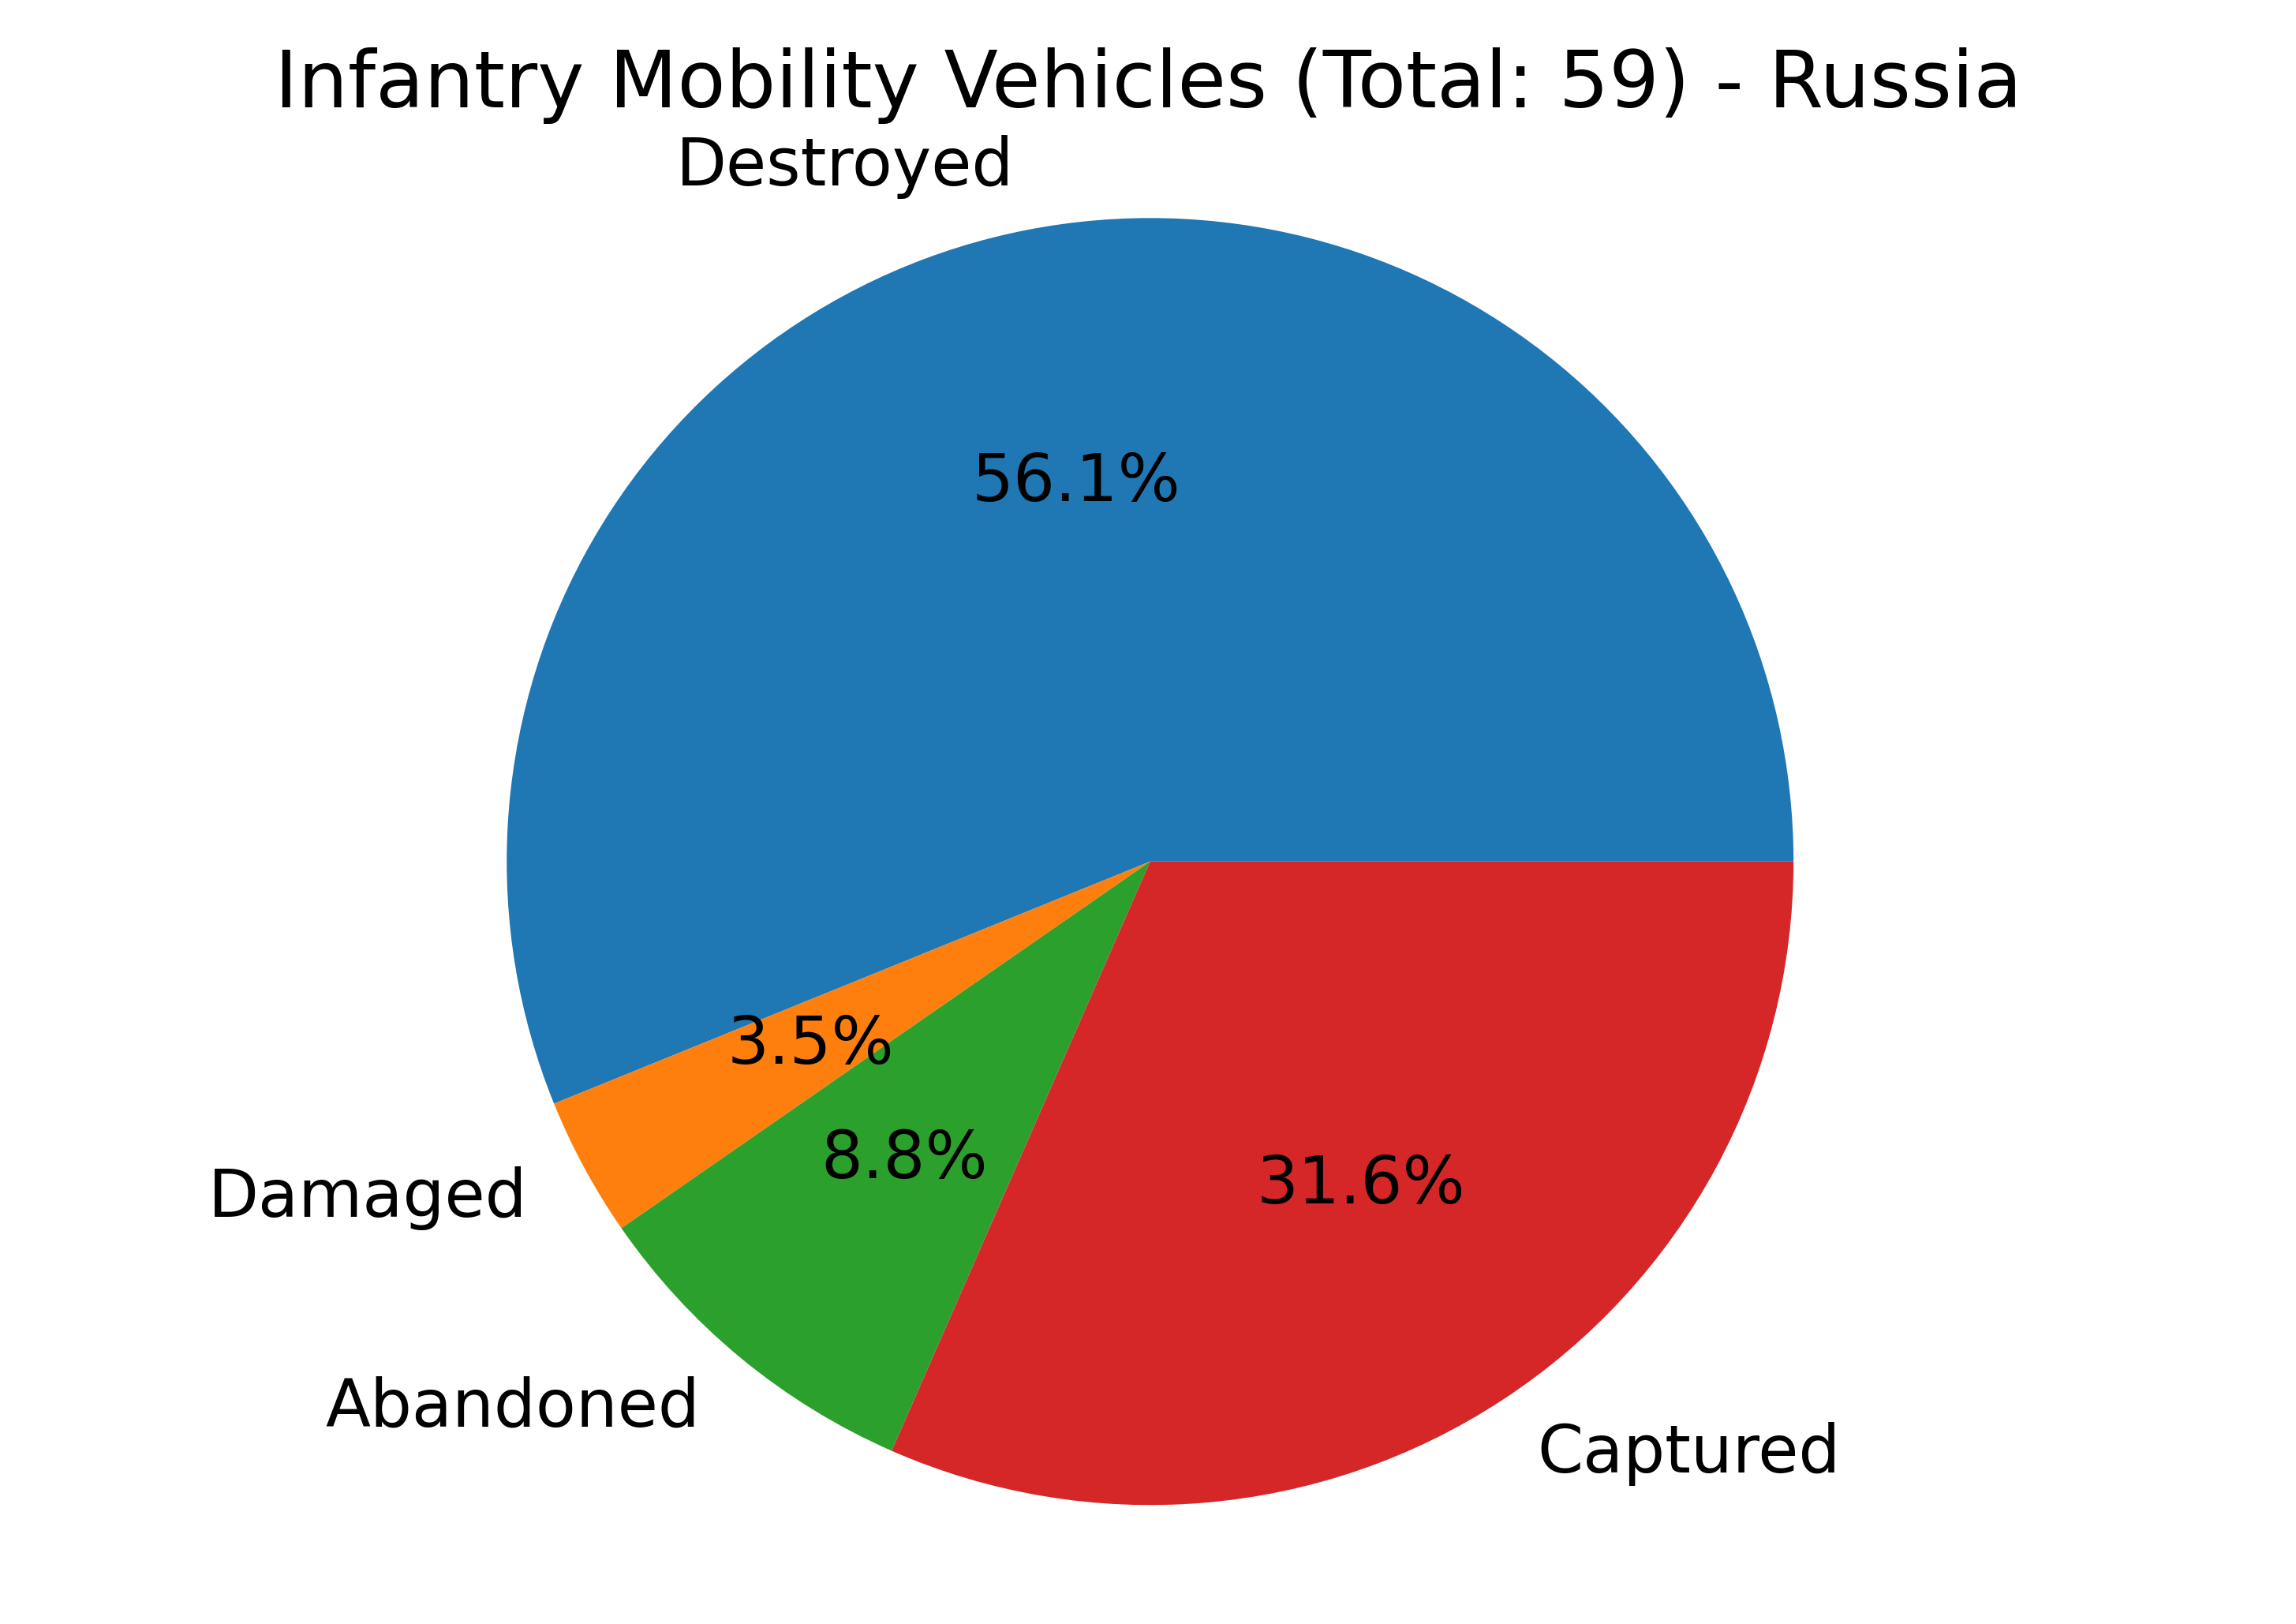 Infantry Mobility Vehicles (Total: 59) - Russia
Destroyed
56.1%
3.5%
8.8%
31.6%
Damaged
Abandoned
Captured